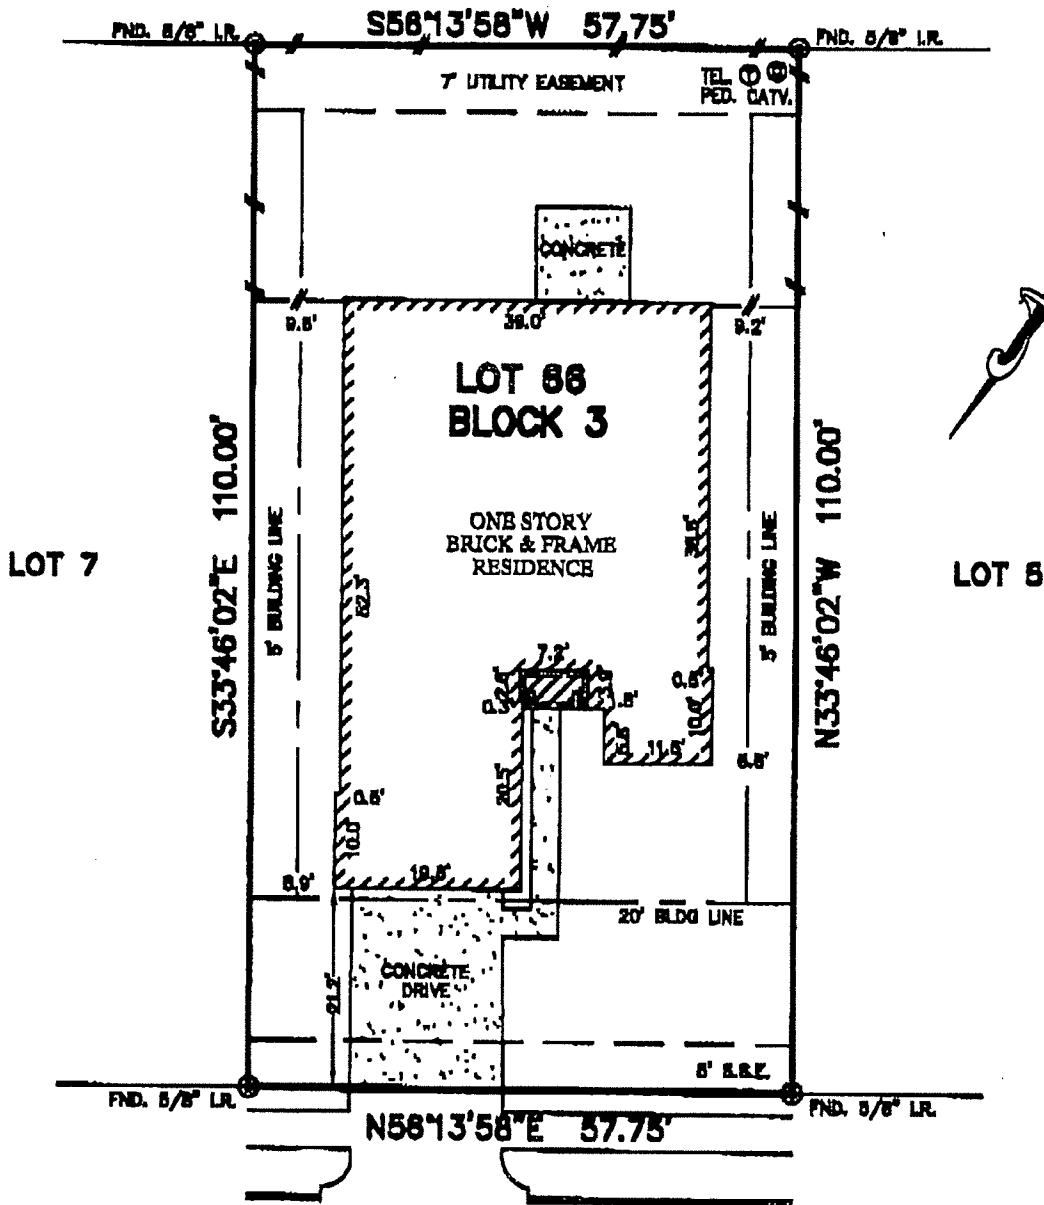 S56°13'58"W 57.75'
FND. 5/8" I.R.
FND. 5/8" I.R.
7' UTILITY EASEMENT
TEL.
PED. CATV.
CONCRETE
39.0'
9.2'
LOT 66
BLOCK 3
S33°46'02"E 110.00'
N33°46'02"W 110.00'
5' BUILDING LINE
5' BUILDING LINE
ONE STORY
BRICK & FRAME
RESIDENCE
LOT 7
LOT 5
52.3'
7.2'
0.5'
10.0'
11.5'
20.5'
0.5'
10.0'
19.5'
8.9'
20' BLDG LINE
CONCRETE
DRIVE
21.2'
5' S.S.E.
FND. 5/8" I.R.
FND. 5/8" I.R.
N56°13'58"E 57.75'